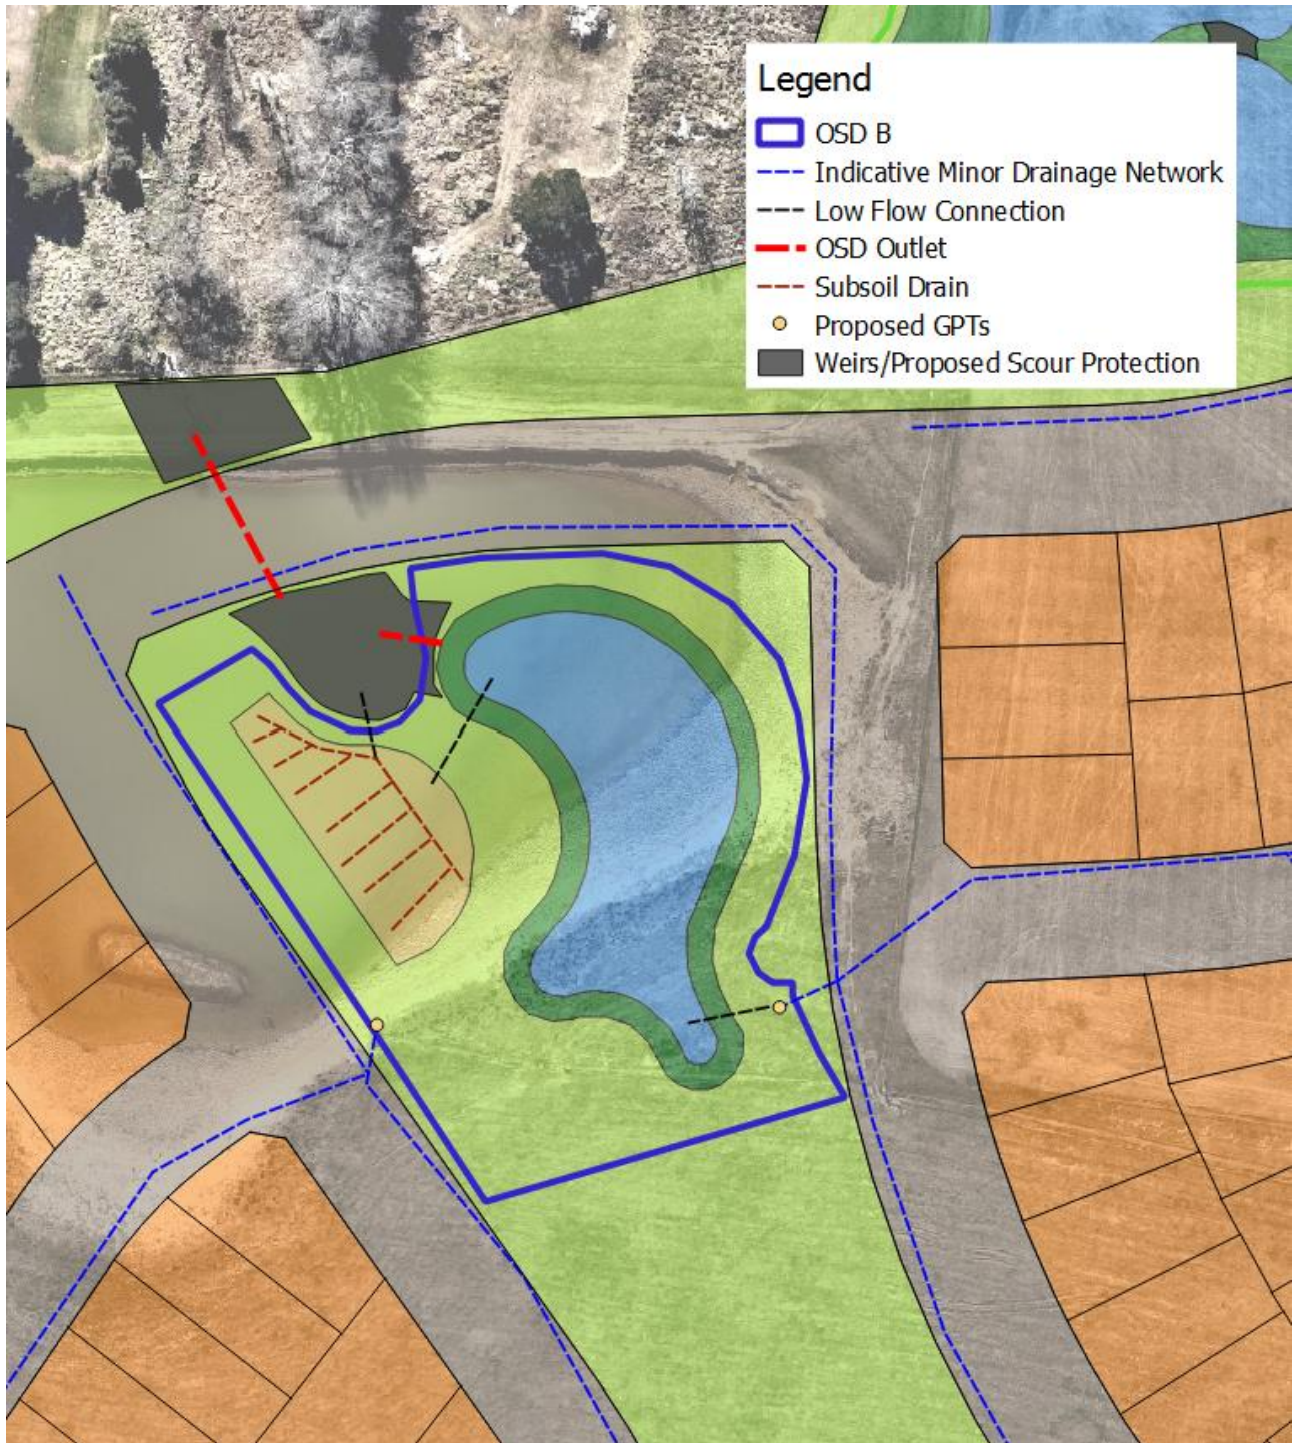 Legend
OSD B
Indicative Minor Drainage Network
Low Flow Connection
OSD Outlet
Subsoil Drain
Proposed GPTs
Weirs/Proposed Scour Protection